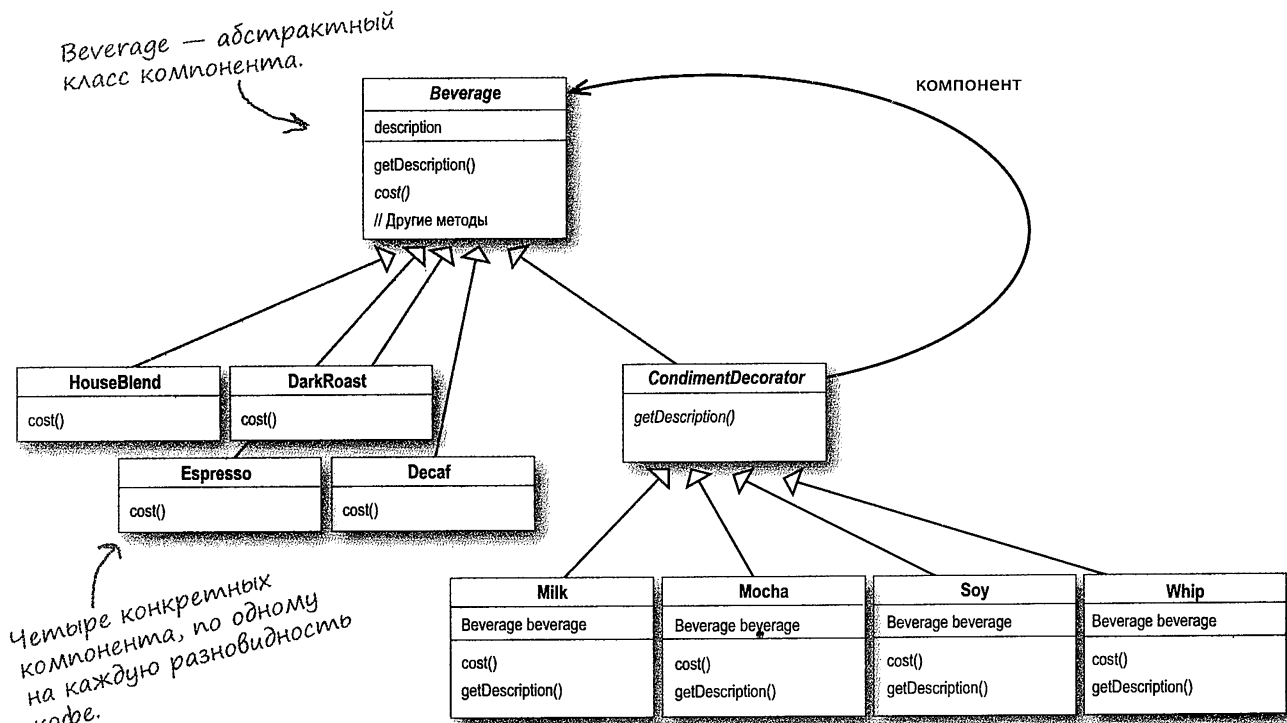 Beverage — абстрактный
класс компонента.
компонент
Beverage
description
getDescription()
cost()
// Другие методы
HouseBlend
cost()
DarkRoast
cost()
Espresso
cost()
Decaf
cost()
CondimentDecorator
getDescription()
Четыре конкретных
компонента, по одному
на каждую разновидность
кофе.
Milk
Beverage beverage
cost()
getDescription()
Mocha
Beverage beverage
cost()
getDescription()
Soy
Beverage beverage
cost()
getDescription()
Whip
Beverage beverage
cost()
getDescription()